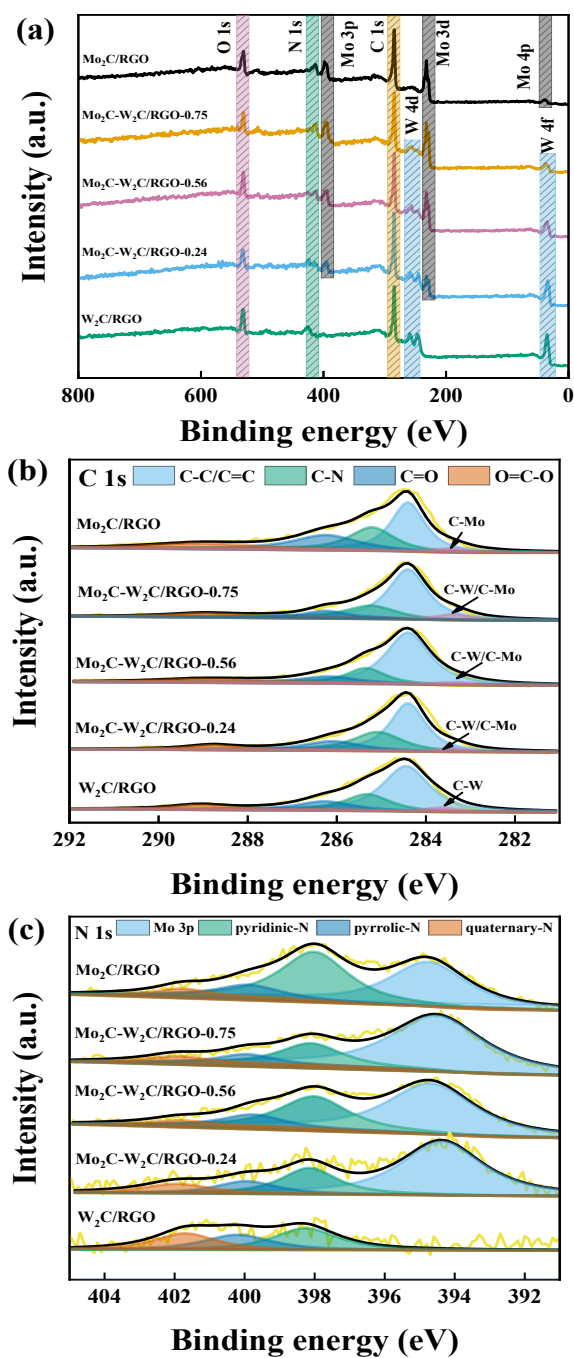 (a)
O 1s
N 1s
Mo 3p
C 1s
W 4d
Mo 3d
Mo 4p
W 4f
Mo₂C/RGO
Mo₂C-W₂C/RGO-0.75
Mo₂C-W₂C/RGO-0.56
Mo₂C-W₂C/RGO-0.24
W₂C/RGO
Intensity (a.u.)
800 600 400 200 0
Binding energy (eV)
(b)
C 1s C-C/C=C C-N C=O O=C-O
Mo₂C/RGO
C-Mo
Mo₂C-W₂C/RGO-0.75
C-W/C-Mo
Mo₂C-W₂C/RGO-0.56
C-W/C-Mo
Mo₂C-W₂C/RGO-0.24
C-W/C-Mo
W₂C/RGO
C-W
Intensity (a.u.)
292 290 288 286 284 282
Binding energy (eV)
(c)
N 1s Mo 3p pyridinic-N pyrrolic-N quaternary-N
Mo₂C/RGO
Mo₂C-W₂C/RGO-0.75
Mo₂C-W₂C/RGO-0.56
Mo₂C-W₂C/RGO-0.24
W₂C/RGO
Intensity (a.u.)
404 402 400 398 396 394 392
Binding energy (eV)